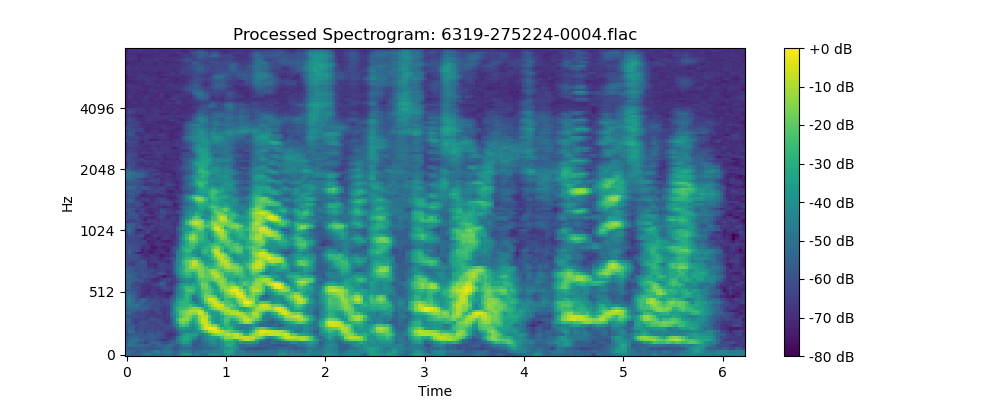 Processed Spectrogram: 6319-275224-0004.flac
Hz
4096
2048
1024
512
0
0 1 2 3 4 5 6
Time
+0 dB
-10 dB
-20 dB
-30 dB
-40 dB
-50 dB
-60 dB
-70 dB
-80 dB